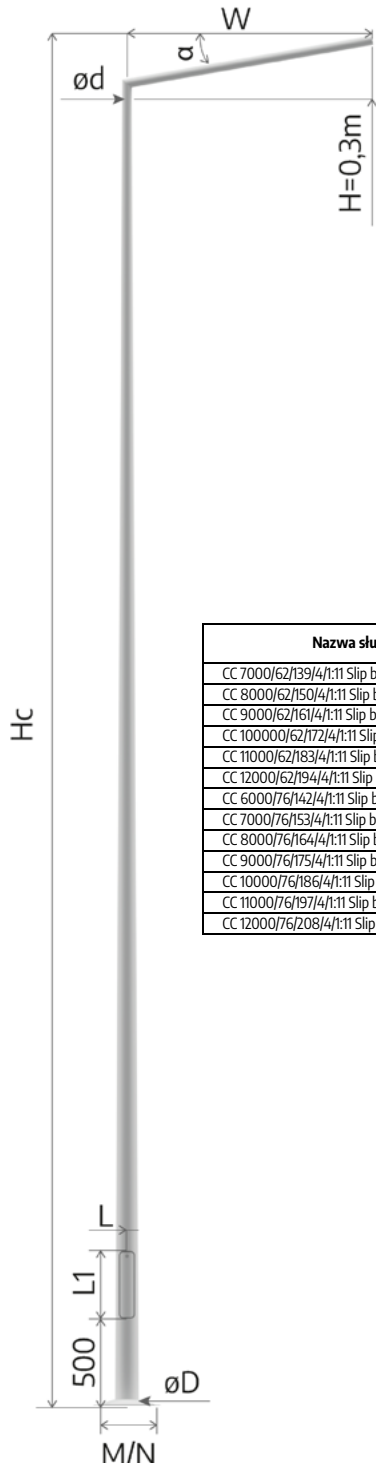 W
α
ød
H=0,3m
Hc
Nazwa słu
CC 7000/62/139/4/1:11 Slip b
CC 8000/62/150/4/1:11 Slip b
CC 9000/62/161/4/1:11 Slip b
CC 100000/62/172/4/1:11 Slip
CC 11000/62/183/4/1:11 Slip b
CC 12000/62/194/4/1:11 Slip
CC 6000/76/142/4/1:11 Slip b
CC 7000/76/153/4/1:11 Slip b
CC 8000/76/164/4/1:11 Slip b
CC 9000/76/175/4/1:11 Slip b
CC 10000/76/186/4/1:11 Slip
CC 11000/76/197/4/1:11 Slip b
CC 12000/76/208/4/1:11 Slip
L
L1
500
øD
M/N